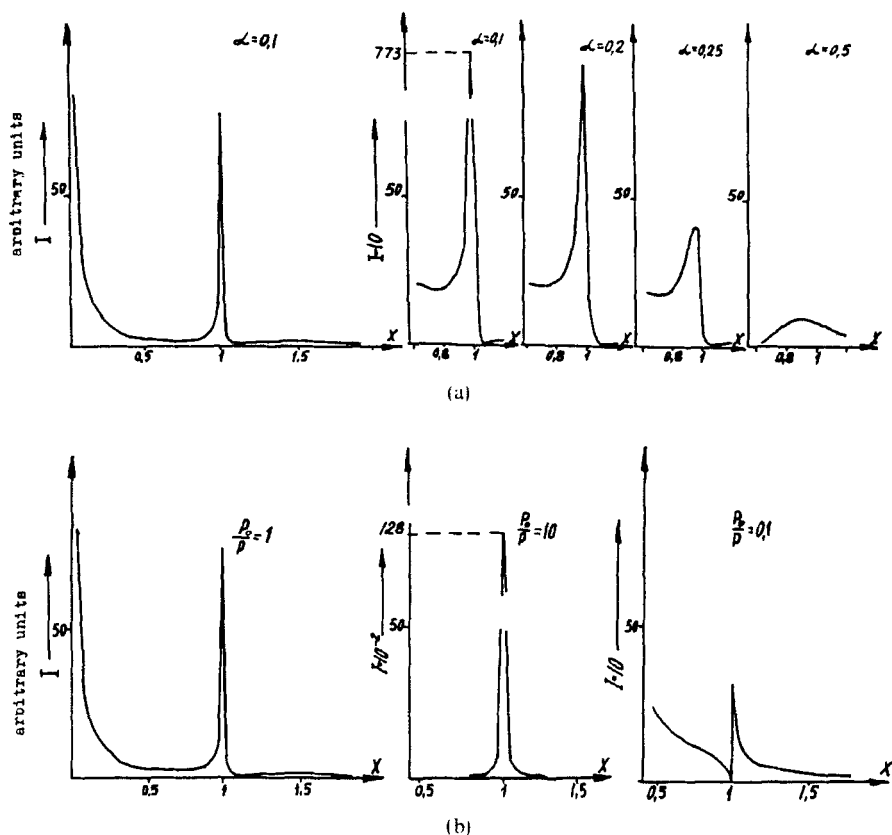 arbitrary units
I
50
𝛼=0,1
0,5
1
1.5
X
I·10
773
50
𝛼=0,1
0,8
1
X
50
𝛼=0,2
0,8
1
X
50
𝛼=0,25
0,8
1
X
50
𝛼=0,5
0,8
1
X
(a)
arbitrary units
I
50
P₀/P=1
0,5
1
1.5
X
I·10⁻²
128
50
P₀/P=10
0,5
1
1,5
X
I·10
50
P₀/P=0,1
0,5
1
1,5
X
(b)